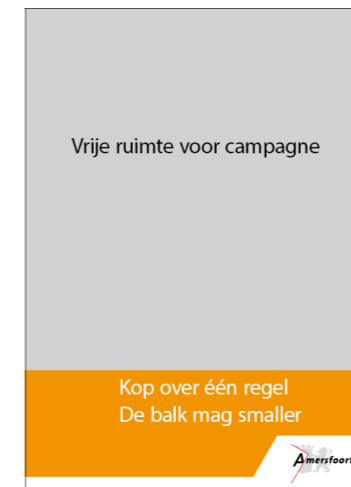 Vrije ruimte voor campagne
Kop over één regel
De balk mag smaller
Amersfoort